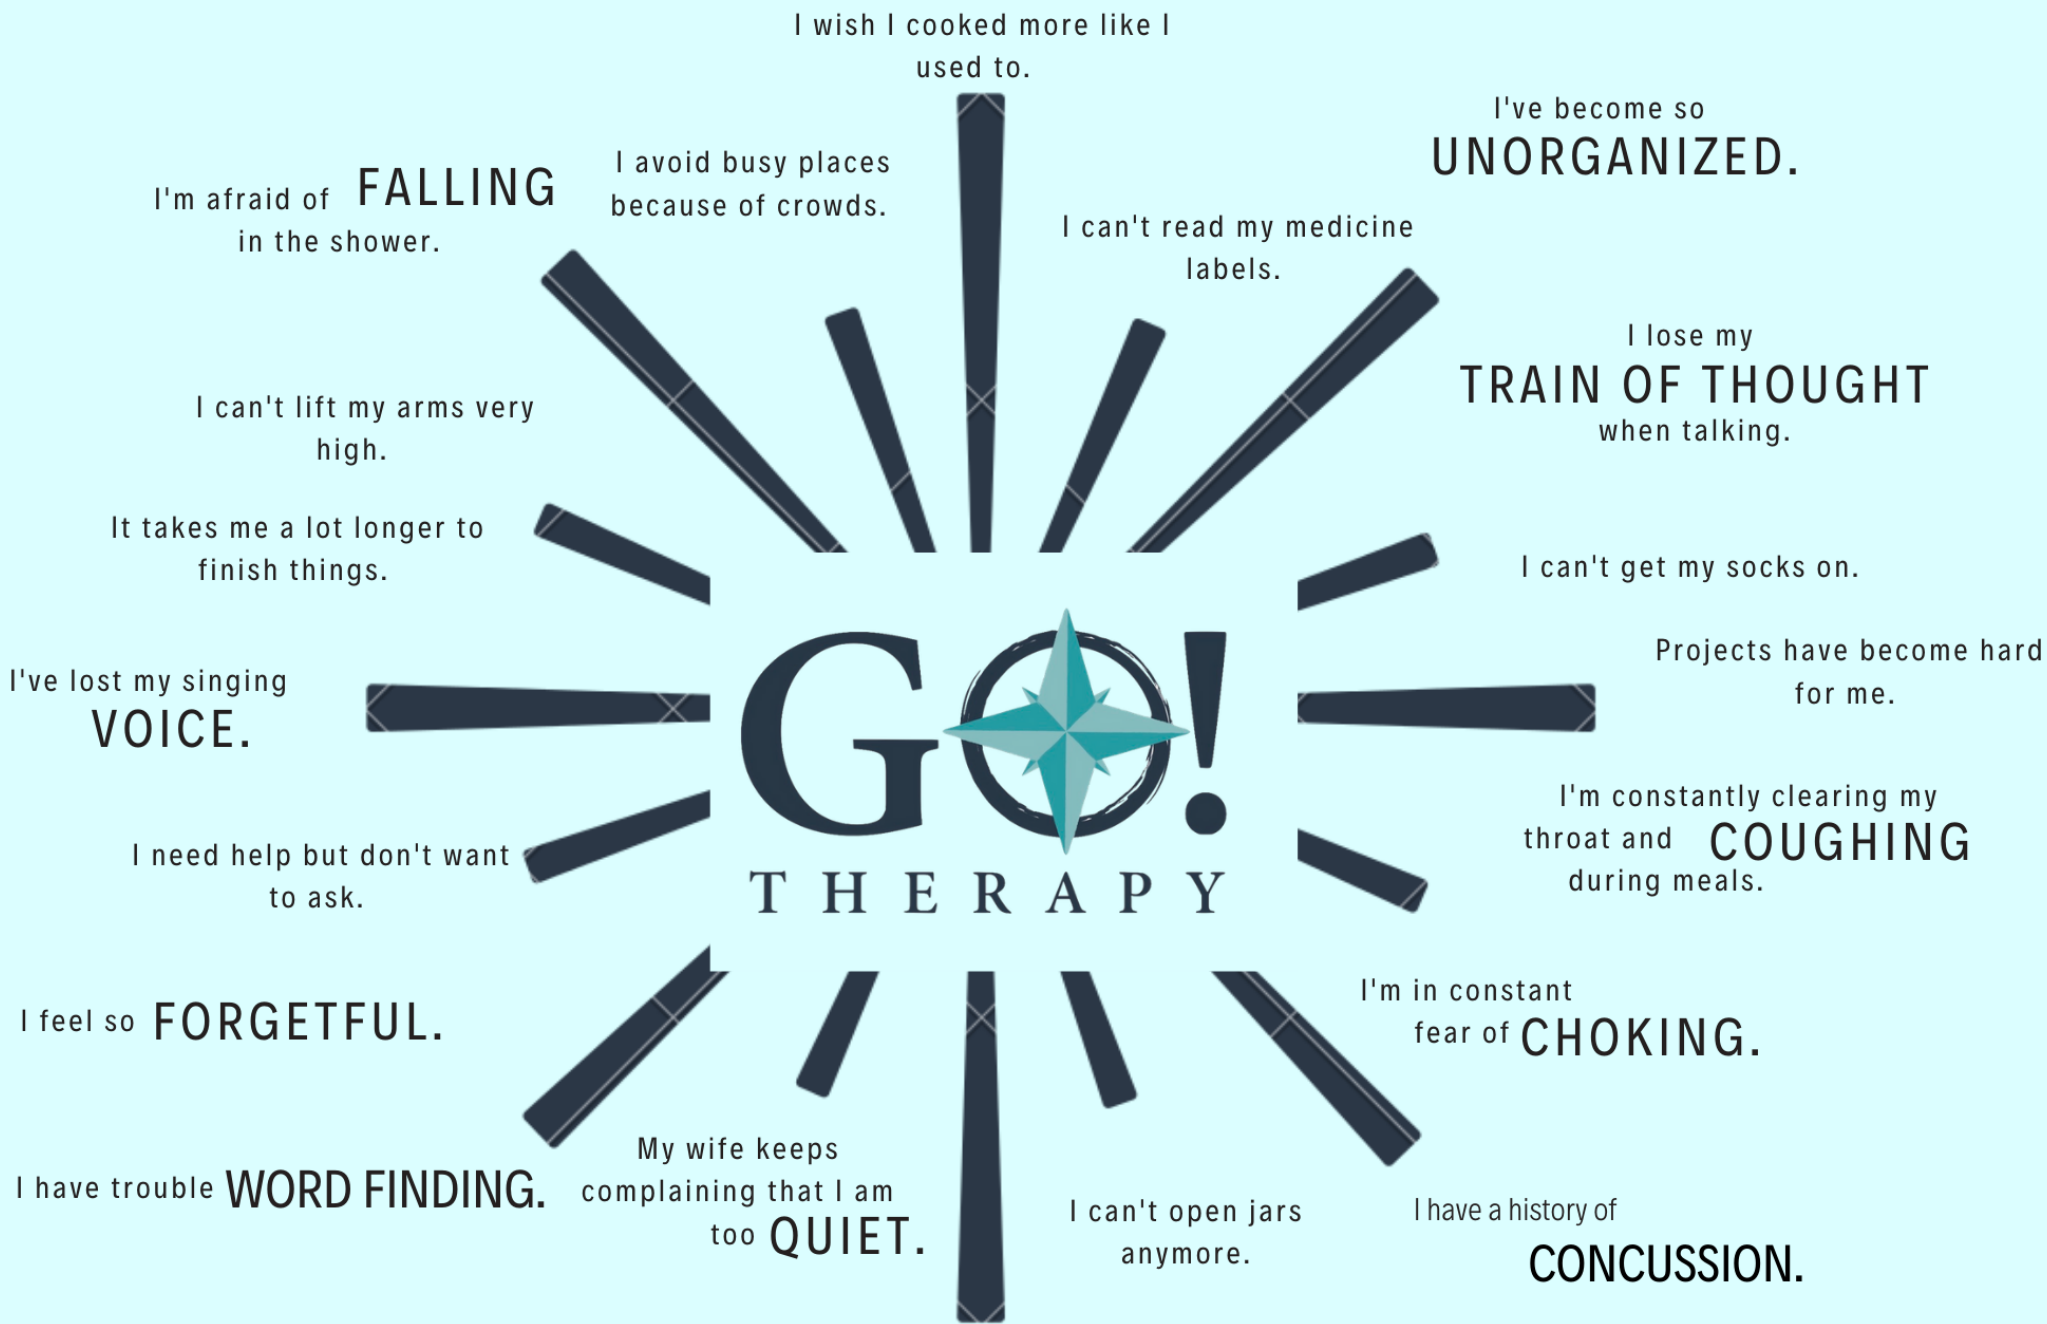 I wish I cooked more like I
used to.
I've become so
UNORGANIZED.
I'm afraid of FALLING
in the shower.
I avoid busy places
because of crowds.
I can't read my medicine
labels.
I lose my
TRAIN OF THOUGHT
when talking.
I can't lift my arms very
high.
It takes me a lot longer to
finish things.
I can't get my socks on.
I've lost my singing
VOICE.
GO!
THERAPY
Projects have become hard
for me.
I'm constantly clearing my
throat and COUGHING
during meals.
I need help but don't want
to ask.
I feel so FORGETFUL.
I'm in constant
fear of CHOKING.
I have trouble WORD FINDING.
My wife keeps
complaining that I am
too QUIET.
I can't open jars
anymore.
I have a history of
CONCUSSION.